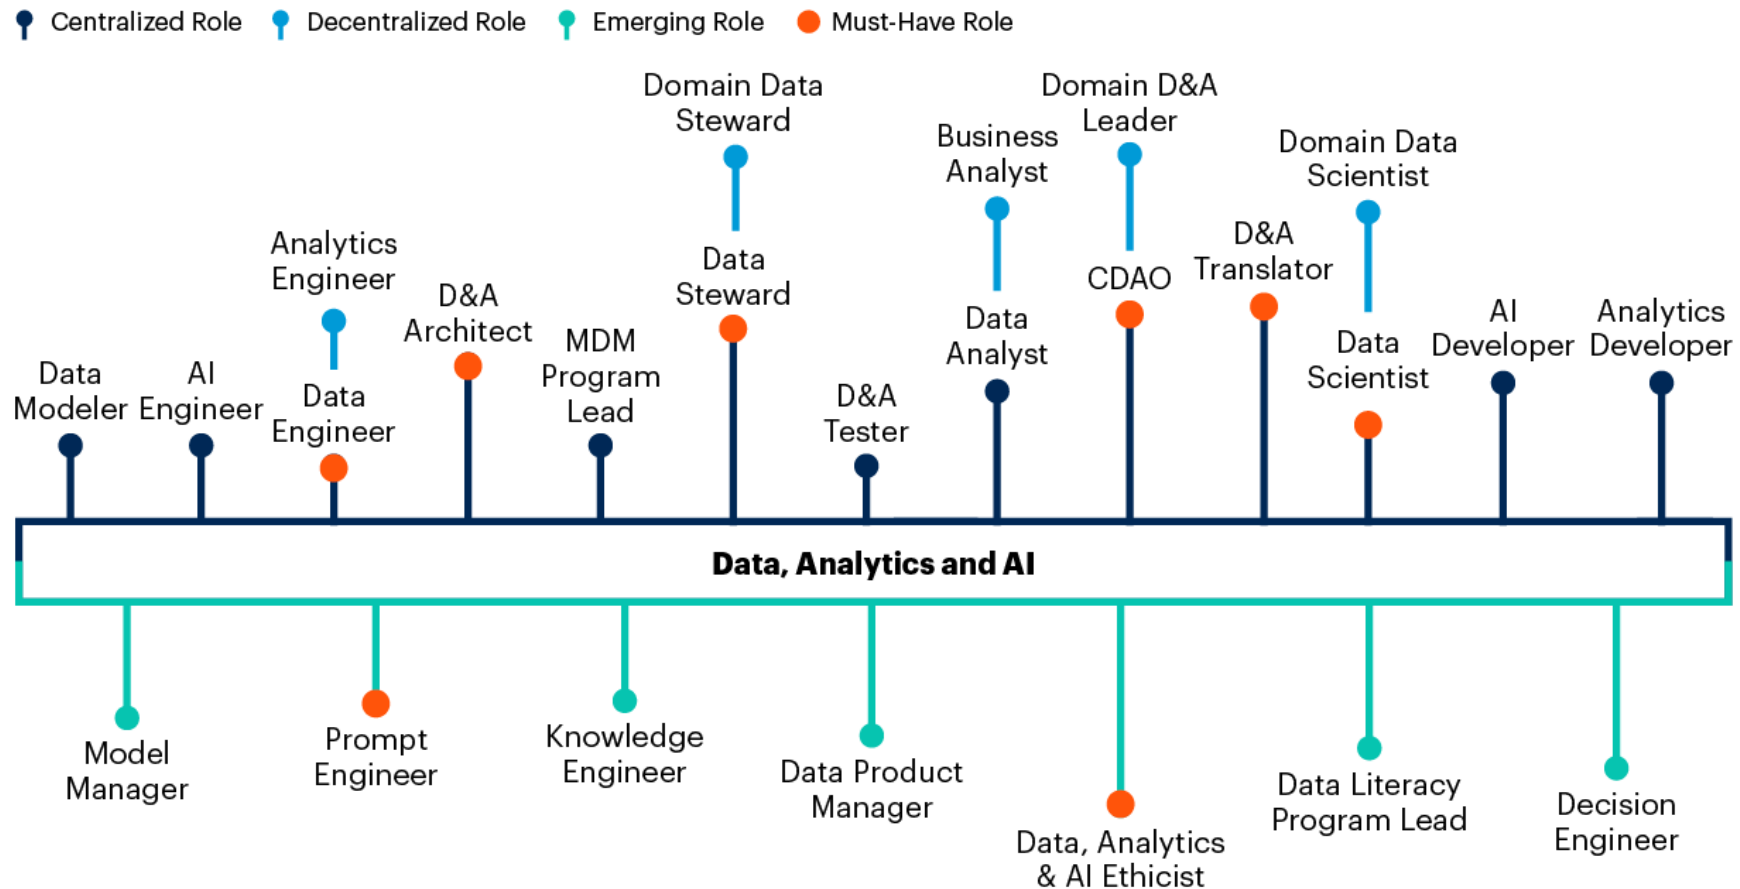 Centralized Role
Decentralized Role
Emerging Role
Must-Have Role
Data
Modeler
AI
Engineer
Analytics
Engineer
Data
Engineer
D&A
Architect
MDM
Program
Lead
Domain Data
Steward
Data
Steward
D&A
Tester
Business
Analyst
Data
Analyst
Domain D&A
Leader
CDAO
D&A
Translator
Domain Data
Scientist
Data
Scientist
AI
Developer
Analytics
Developer
Data, Analytics and AI
Model
Manager
Prompt
Engineer
Knowledge
Engineer
Data Product
Manager
Data, Analytics
& AI Ethicist
Data Literacy
Program Lead
Decision
Engineer